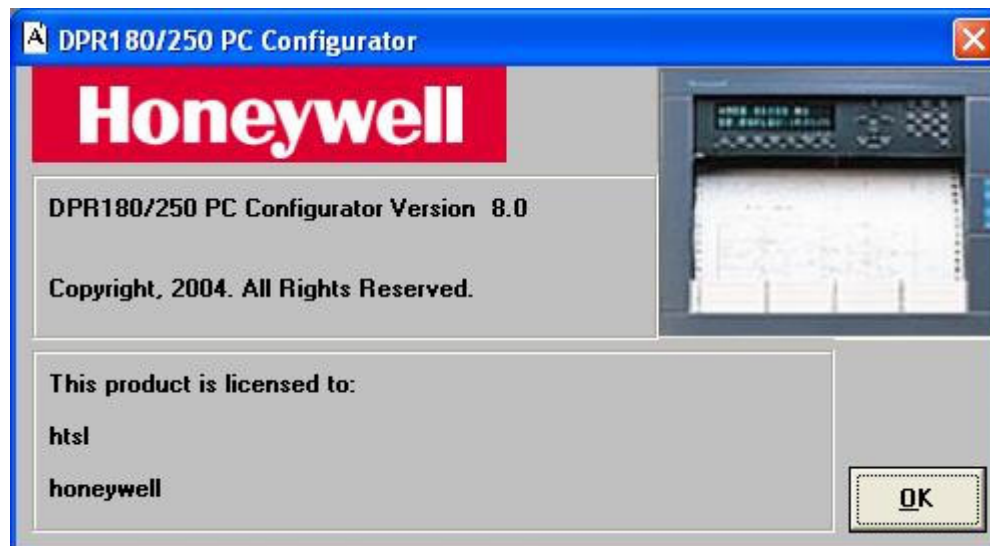 DPR180/250 PC Configurator
Honeywell
DPR180/250 PC Configurator Version 8.0
Copyright, 2004. All Rights Reserved.
This product is licensed to:
htsl
honeywell
OK